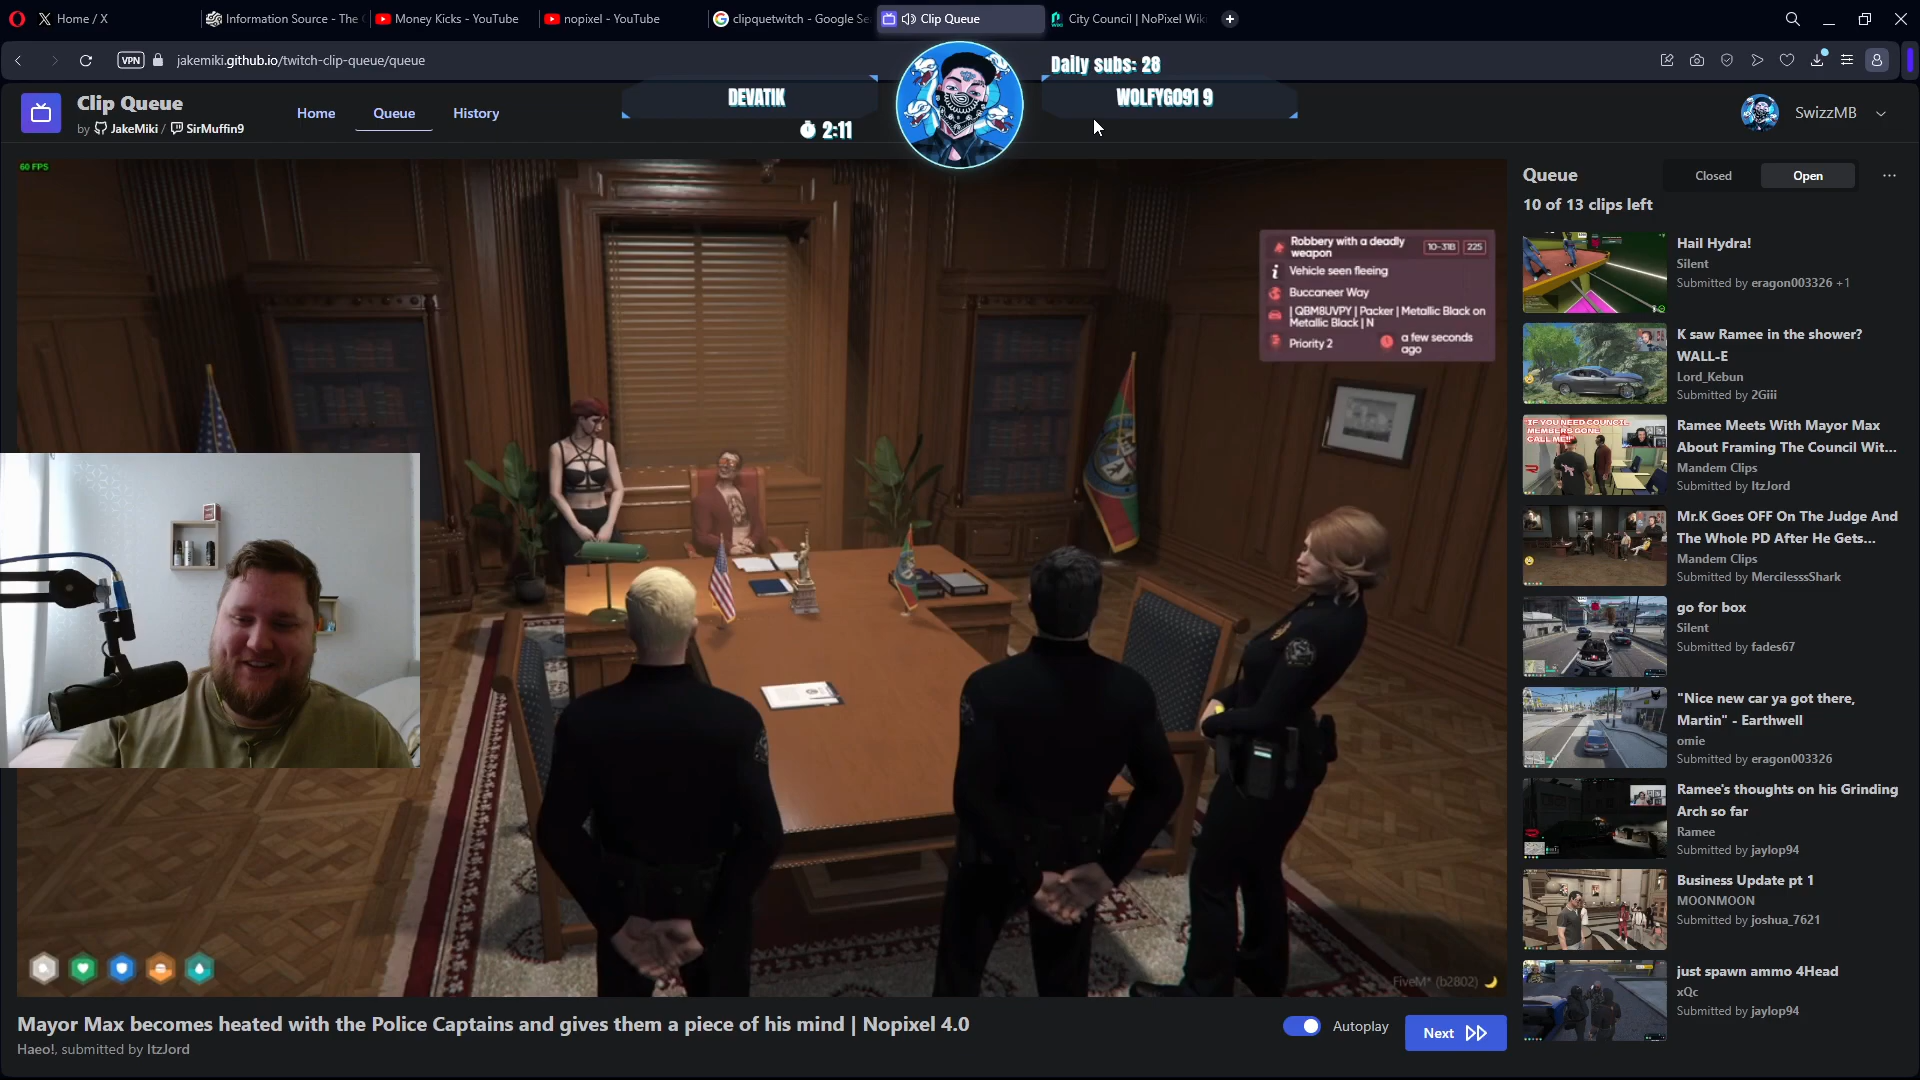 Home / X
Information Source - The
Money Kicks - YouTube
nopixel - YouTube
clipquetwitch - Google Se
Clip Queue
City Council | NoPixel Wiki
VPN
jakemiki.github.io/twitch-clip-queue/queue
Clip Queue
by JakeMiki / SirMuffin9
Home
Queue
History
DEVATIK
2:11
Daily subs: 28
WOLFYG091 9
SwizzMB
60 FPS
Robbery with a deadly weapon
10-31B
225
Vehicle seen fleeing
Buccaneer Way
| QBM8UVPY | Packer | Metallic Black on
Metallic Black | N
Priority 2
a few seconds
ago
FiveM* (b2802)
Mayor Max becomes heated with the Police Captains and gives them a piece of his mind | Nopixel 4.0
Haeo!, submitted by ItzJord
Autoplay
Next
Queue
Closed
Open
10 of 13 clips left
Hail Hydra!
Silent
Submitted by eragon003326 +1
K saw Ramee in the shower?
WALL-E
Lord_Kebun
Submitted by 2Giii
"IF YOU NEED COUNCIL
MEMBERS GONE
CALL ME!!"
Ramee Meets With Mayor Max
About Framing The Council Wit...
Mandem Clips
Submitted by ItzJord
Mr.K Goes OFF On The Judge And
The Whole PD After He Gets...
Mandem Clips
Submitted by MercilesssShark
go for box
Silent
Submitted by fades67
"Nice new car ya got there,
Martin" - Earthwell
omie
Submitted by eragon003326
Ramee's thoughts on his Grinding
Arch so far
Ramee
Submitted by jaylop94
Business Update pt 1
MOONMOON
Submitted by joshua_7621
just spawn ammo 4Head
xQc
Submitted by jaylop94